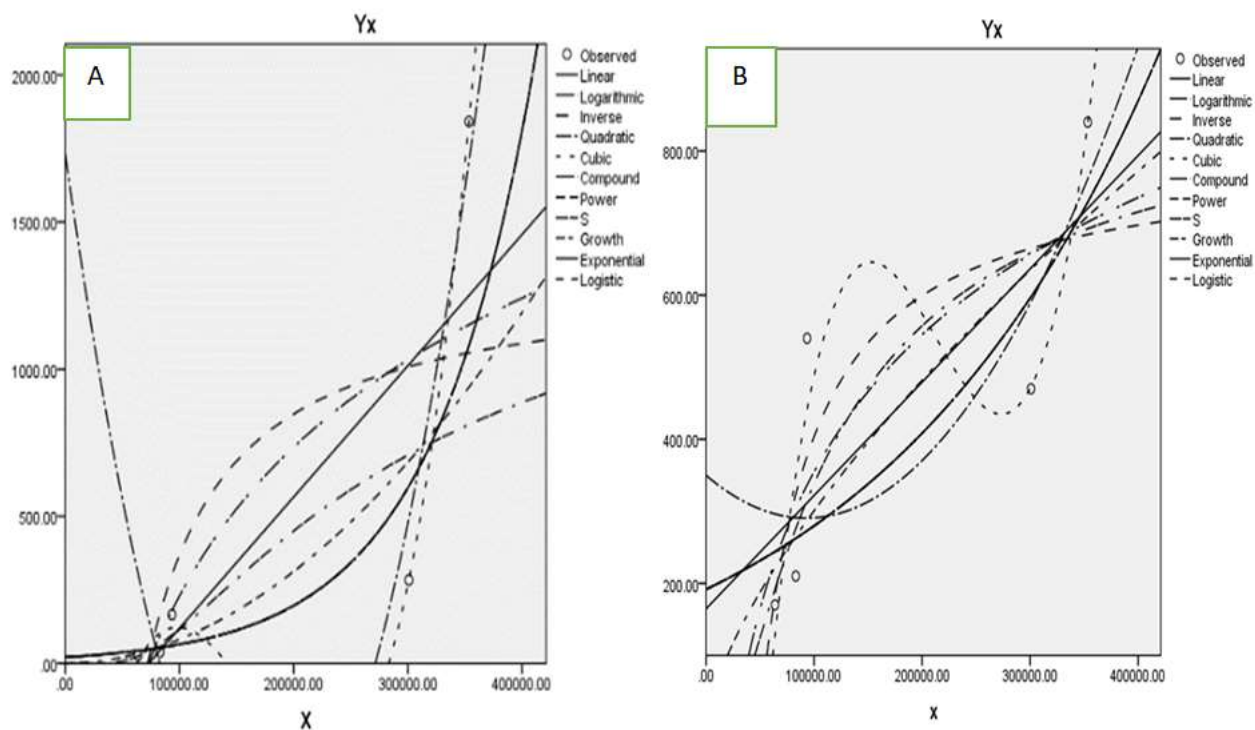 Yx
A
2000.00
1500.00
1000.00
500.00
.00
.00
100000.00
200000.00
300000.00
400000.00
X
Observed
Linear
Logarithmic
Inverse
Quadratic
Cubic
Compound
Power
S
Growth
Exponential
Logistic
Yx
B
800.00
600.00
400.00
200.00
.00
100000.00
200000.00
300000.00
400000.00
x
Observed
Linear
Logarithmic
Inverse
Quadratic
Cubic
Compound
Power
S
Growth
Exponential
Logistic